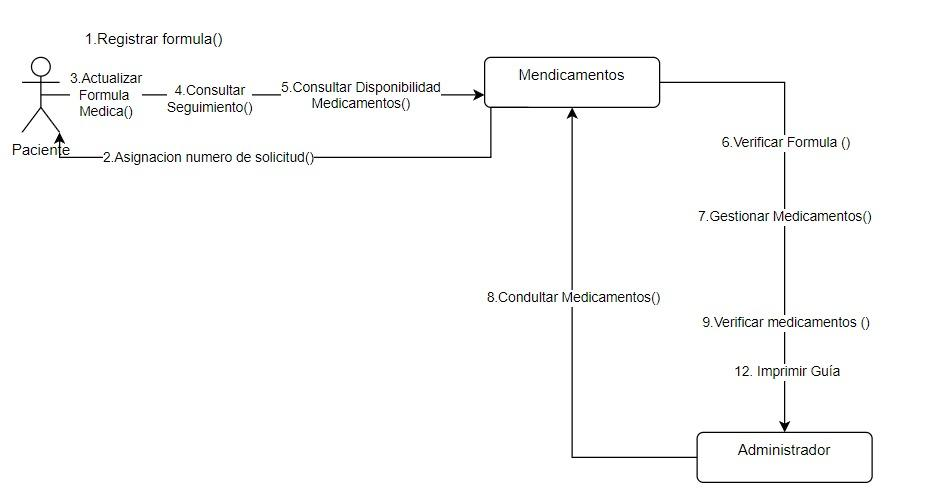 1.Registrar formula()
3.Actualizar
Formula
Medica()
4.Consultar
Seguimiento()
5.Consultar Disponibilidad
Medicamentos()
Mendicamentos
Paciente
2.Asignacion numero de solicitud()
6.Verificar Formula ()
7.Gestionar Medicamentos()
8.Condultar Medicamentos()
9.Verificar medicamentos ()
12. Imprimir Guía
Administrador